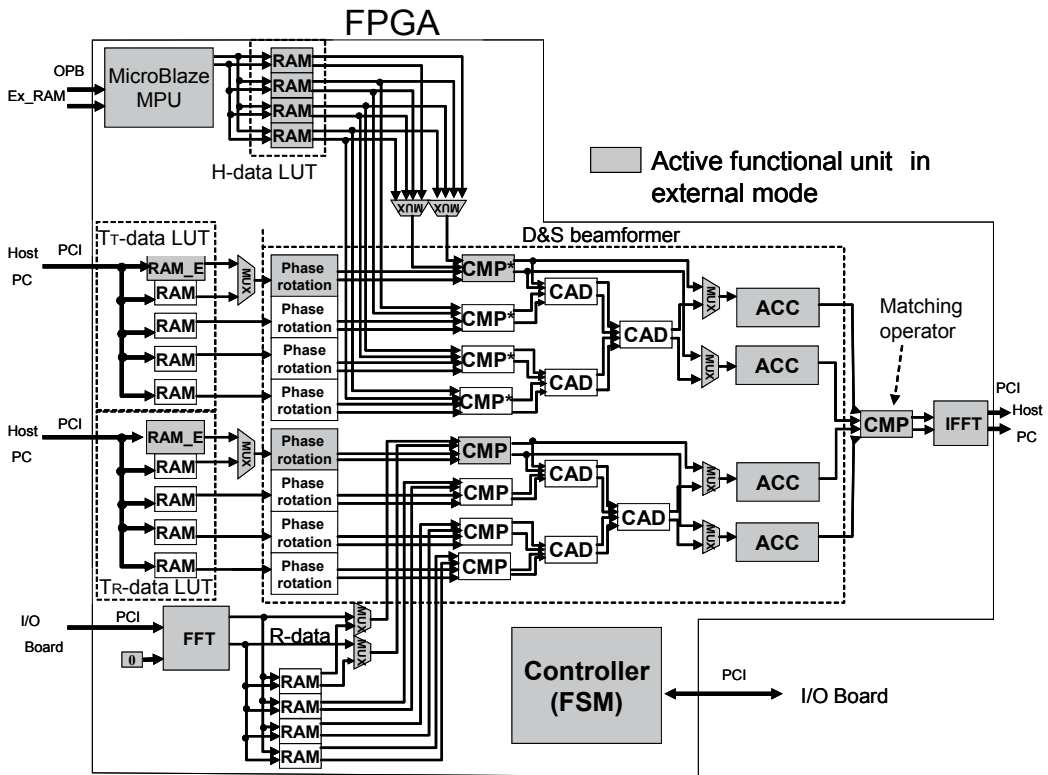 FPGA
OPB
Ex_RAM
MicroBlaze
MPU
RAM
RAM
RAM
RAM
H-data LUT
Active functional unit in
external mode
MUX
MUX
Host
PC
PCI
TT-data LUT
RAM_E
RAM
RAM
RAM
RAM
MUX
D&S beamformer
Phase
rotation
Phase
rotation
Phase
rotation
Phase
rotation
CMP*
CMP*
CMP*
CMP*
CAD
CAD
CAD
MUX
MUX
ACC
ACC
Matching
operator
CMP
IFFT
PCI
Host
PC
Host
PC
PCI
RAM_E
RAM
RAM
RAM
RAM
TR-data LUT
MUX
Phase
rotation
Phase
rotation
Phase
rotation
Phase
rotation
CMP
CMP
CMP
CMP
CAD
CAD
CAD
MUX
MUX
ACC
ACC
I/O
Board
PCI
0
FFT
R-data
MUX
MUX
RAM
RAM
RAM
RAM
Controller
(FSM)
PCI
I/O Board